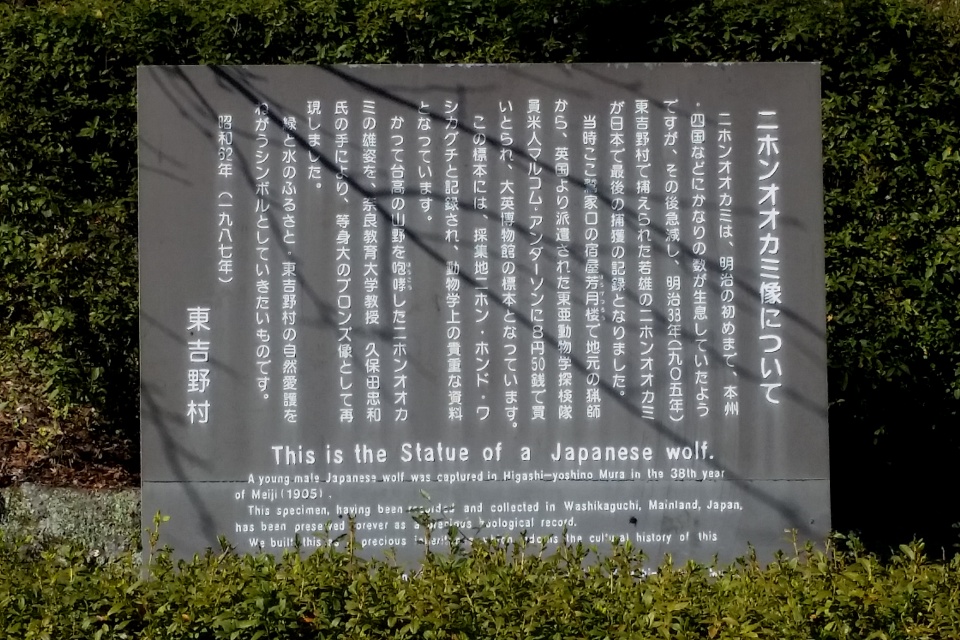 ニホンオオカミ像について
ニホンオオカミは、明治の初めまで、本州
・四国などにかなりの数が生息していたよう
ですが、その後急減し、明治38年(一九〇五年)
東吉野村で捕えられた若雄のニホンオオカミ
が日本で最後の捕獲の記録となりました。
当時ここ鷲家口の宿屋芳月楼で地元の猟師
から、英国より派遣された東亜動物学探検隊
員米人マルコム・アンダーソンに8円50銭で買
いとられ、大英博物館の標本となっています。
この標本には、採集地ニホン・ホンド・ワ
シカグチと記録され、動物学上の貴重な資料
となっています。
かつて台高の山野を咆哮したニホンオオカ
ミの雄姿を、奈良教育大学教授 久保田忠和
氏の手により、等身大のブロンズ像として再
現しました。
緑と水のふるさと・東吉野村の自然愛護を
わがうシンボルとしていきたいものです。
昭和62年(一九八七年)
東吉野村
This is the Statue of a Japanese wolf.
A young male Japanese wolf was captured in Higashi-yoshino Mura in the 38th year
of Meiji(1905).
This specimen, having been and collected in Washikaguchi, Mainland, Japan,
has been preserved forever as a precious zoological record.
We built this precious the cultural history of this